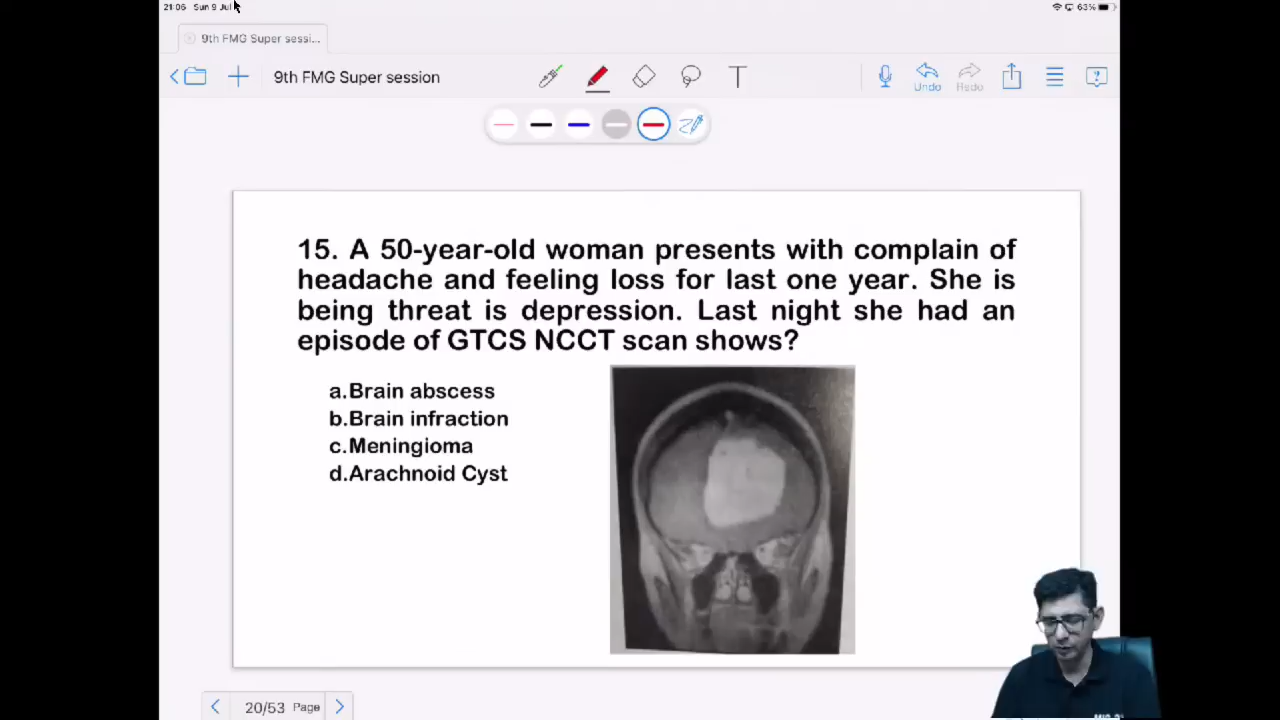 21:06 Sun 9 Jul
63%
9th FMG Super sessi...
9th FMG Super session
T
Undo
Redo
15. A 50-year-old woman presents with complain of
headache and feeling loss for last one year. She is
being threat is depression. Last night she had an
episode of GTCS NCCT scan shows?
a.Brain abscess
b.Brain infraction
c.Meningioma
d.Arachnoid Cyst
20/53 Page